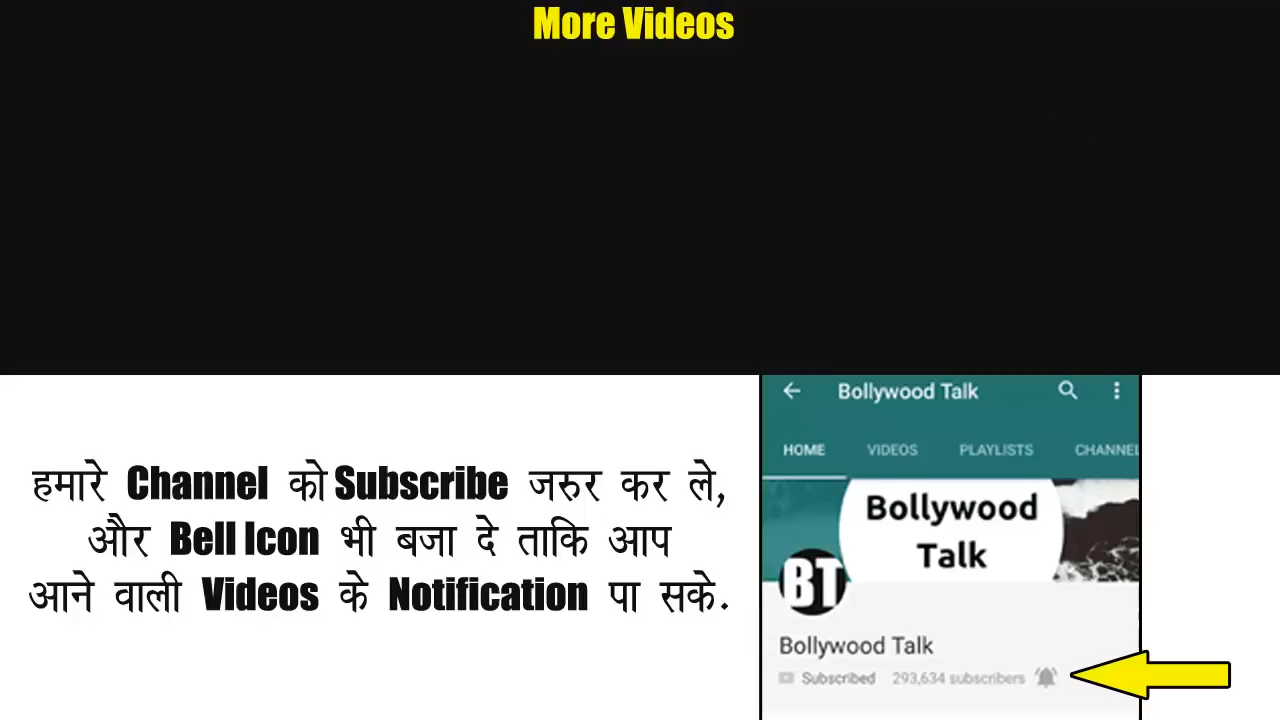 More Videos
हमारे Channel को Subscribe जरुर कर ले,
और Bell Icon भी बजा दे ताकि आप
आने वाली Videos के Notification पा सके.
Bollywood Talk
HOME VIDEOS PLAYLISTS CHANNEL
Bollywood
Talk
BT
Bollywood Talk
Subscribed 293,634 subscribers